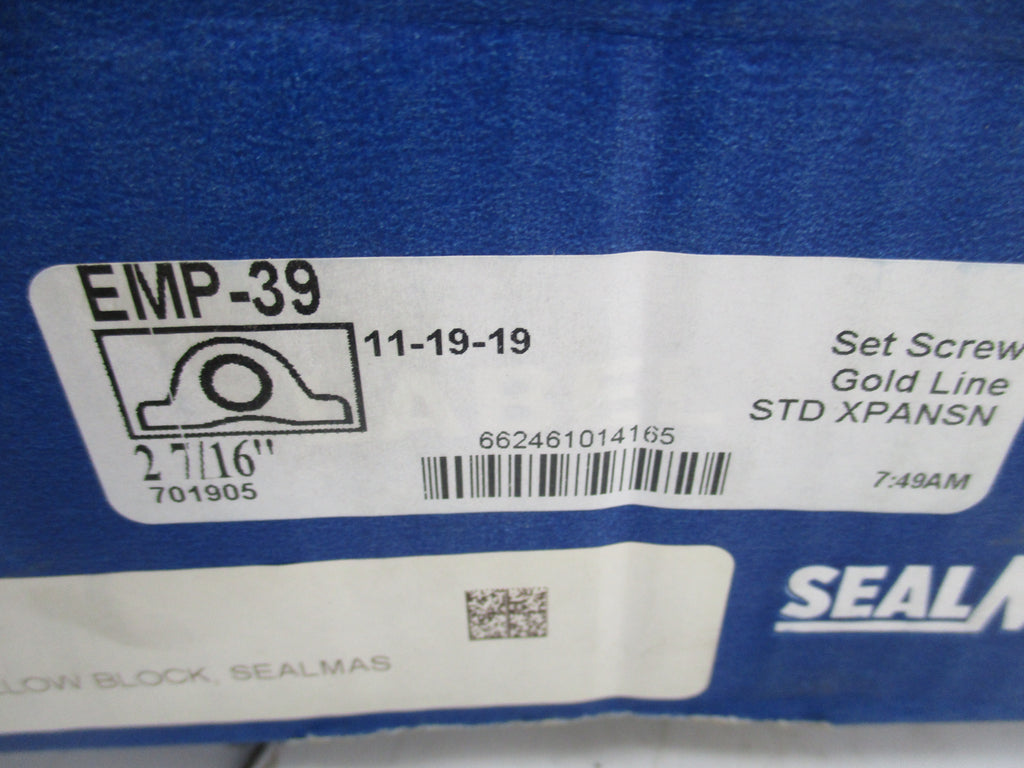 EMP-39
11-19-19
Set Screw
Gold Line
STD XPANSN
662461014165
2 7/16"
701905
7:49AM
SEAL
BLOCK, SEALMAS